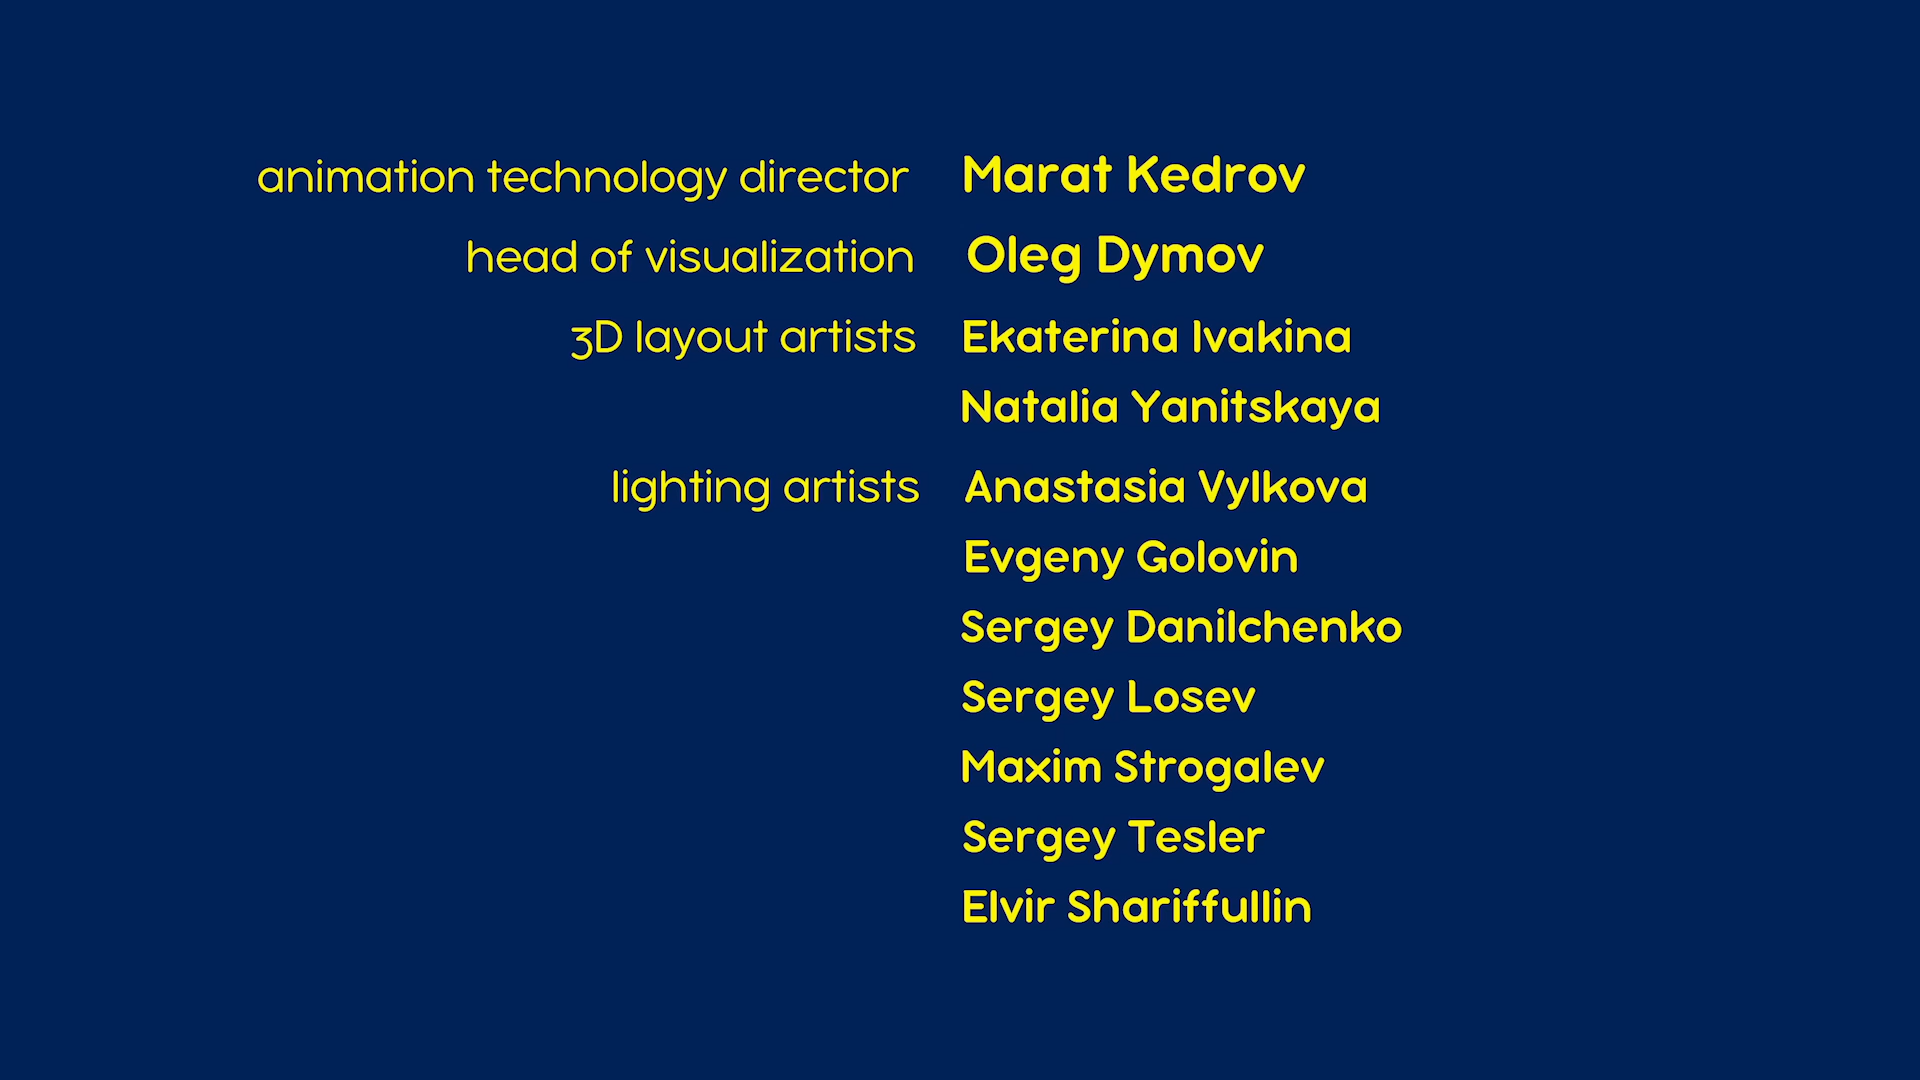 animation technology director Marat Kedrov
head of visualization Oleg Dymov
3D layout artists Ekaterina Ivakina
Natalia Yanitskaya
lighting artists Anastasia Vylkova
Evgeny Golovin
Sergey Danilchenko
Sergey Losev
Maxim Strogalev
Sergey Tesler
Elvir Shariffullin